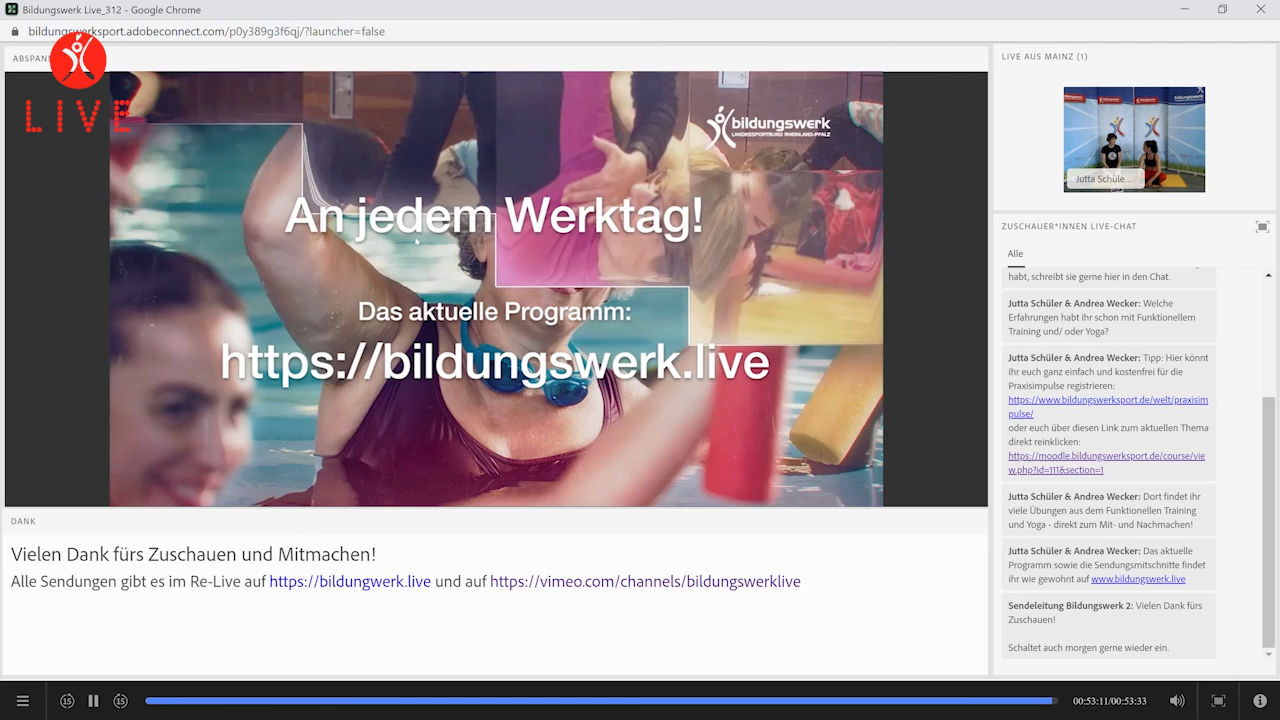 Bildungswerk Live_312 - Google Chrome
bildungswerksport.adobeconnect.com/p0y389g3f6qj/?launcher=false
ABSPAN
LIVE
bildungswerk
LANDESSPORTBUND RHEINLAND-PFALZ
An jedem Werktag!
Das aktuelle Programm:
https://bildungswerk.live
DANK
Vielen Dank fürs Zuschauen und Mitmachen!
Alle Sendungen gibt es im Re-Live auf https://bildungwerk.live und auf https://vimeo.com/channels/bildungswerklive
LIVE AUS MAINZ (1)
bildungswerk
Jutta Schüle...
ZUSCHAUER*INNEN LIVE-CHAT
Alle
habt, schreibt sie gerne hier in den Chat.
Jutta Schüler & Andrea Wecker: Welche
Erfahrungen habt ihr schon mit Funktionellem
Training und/ oder Yoga?
Jutta Schüler & Andrea Wecker: Tipp: Hier könnt
ihr euch ganz einfach und kostenfrei für die
Praxisimpulse registrieren:
https://www.bildungswerksport.de/welt/praxisim
pulse/
oder euch über diesen Link zum aktuellen Thema
direkt reinklicken:
https://moodle.bildungswerksport.de/course/vie
w.php?id=111&section=1
Jutta Schüler & Andrea Wecker: Dort findet ihr
viele Übungen aus dem Funktionellen Training
und Yoga - direkt zum Mit- und Nachmachen!
Jutta Schüler & Andrea Wecker: Das aktuelle
Programm sowie die Sendungsmitschnitte findet
ihr wie gewohnt auf www.bildungswerk.live
Sendeleitung Bildungswerk 2: Vielen Dank fürs
Zuschauen!
Schaltet auch morgen gerne wieder ein.
15
15
00:53:11/00:53:33